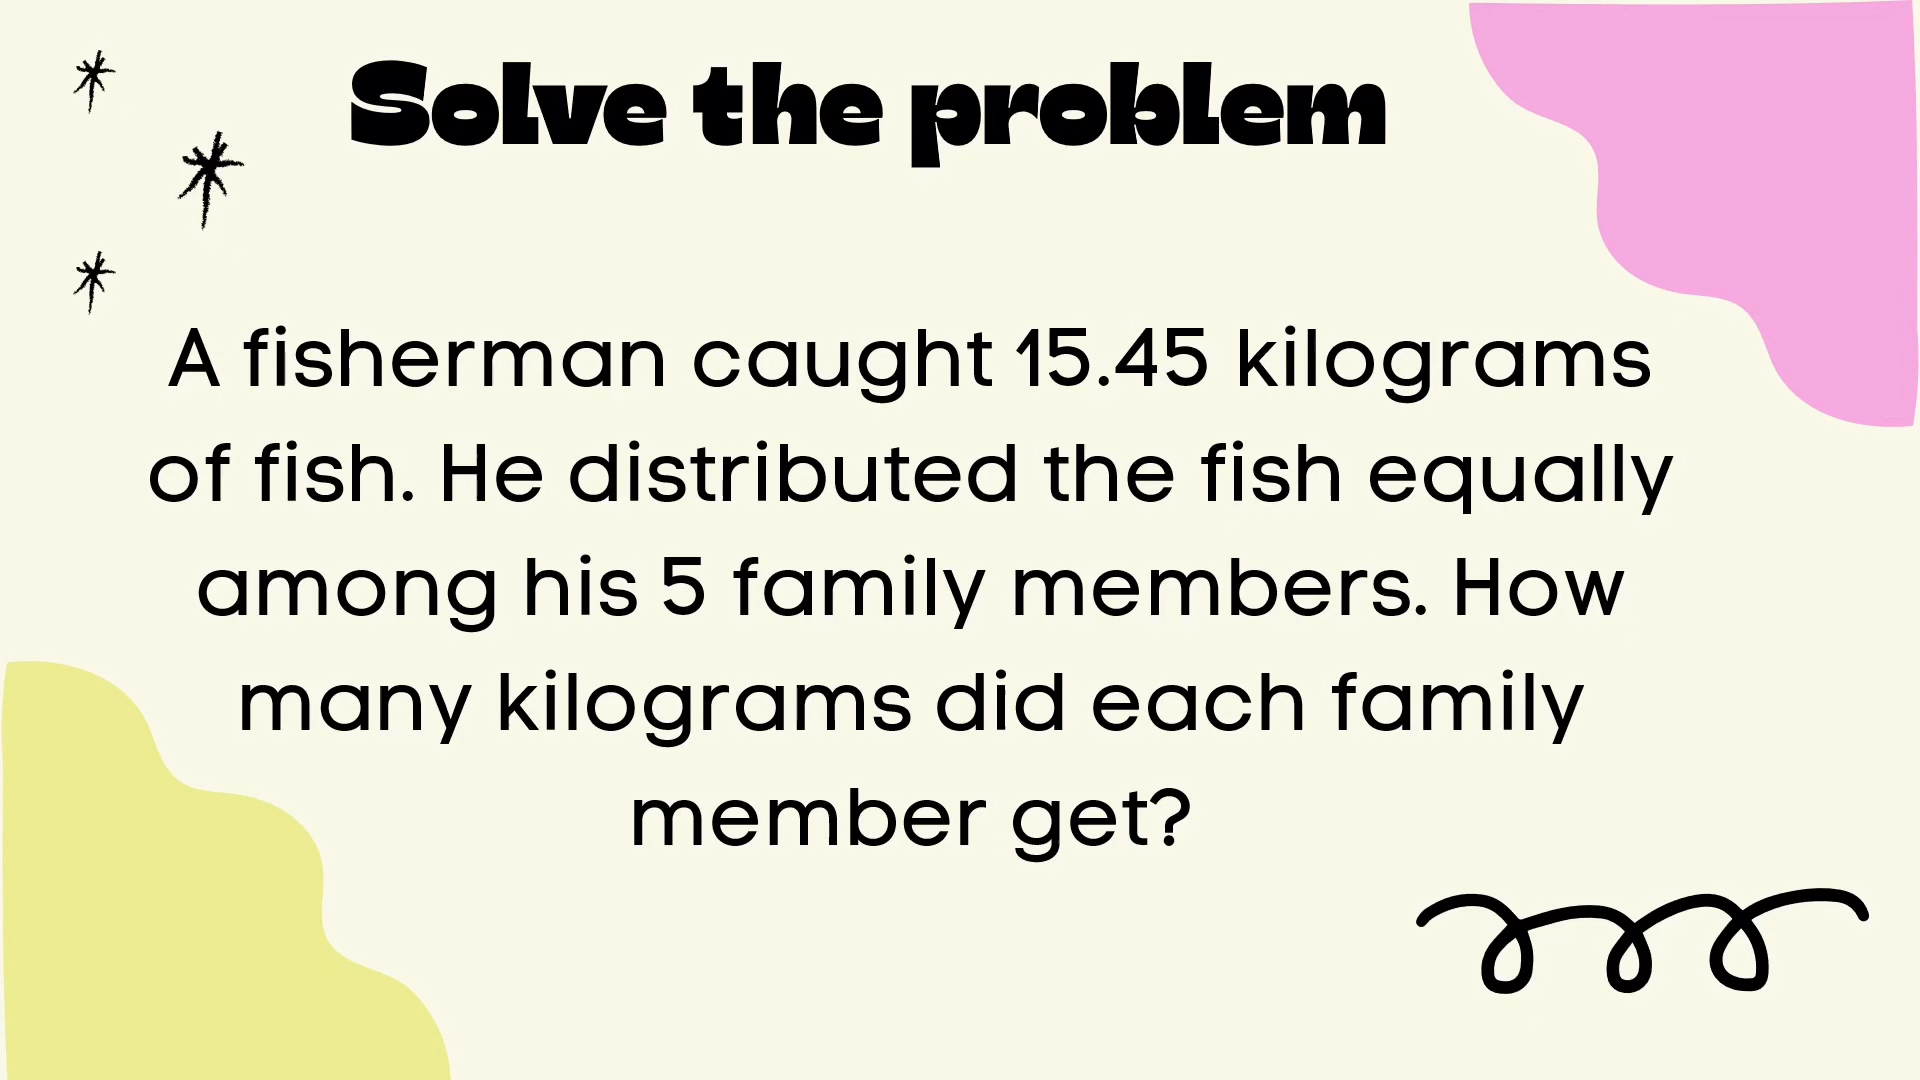 Solve the problem
A fisherman caught 15.45 kilograms
of fish. He distributed the fish equally
among his 5 family members. How
many kilograms did each family
member get?